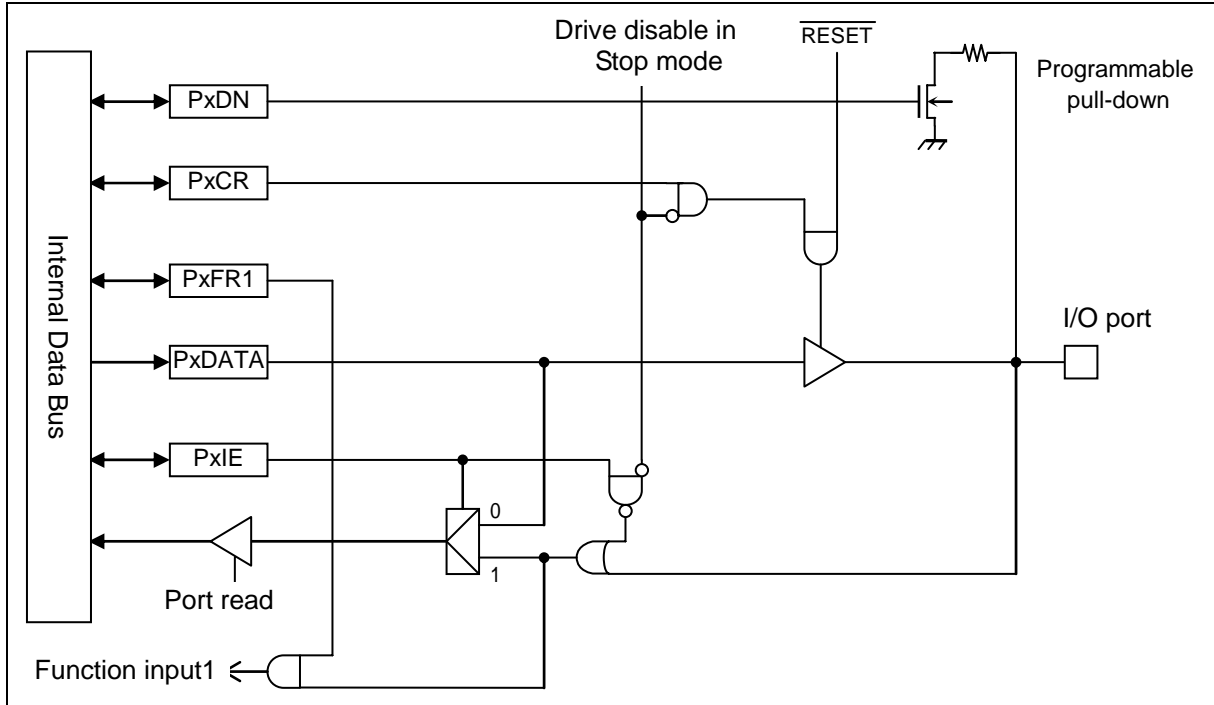 Drive disable in
Stop mode
RESET
Programmable
pull-down
PxDN
PxCR
PxFR1
Internal Data Bus
I/O port
PxDATA
PxIE
0
1
Port read
Function input1